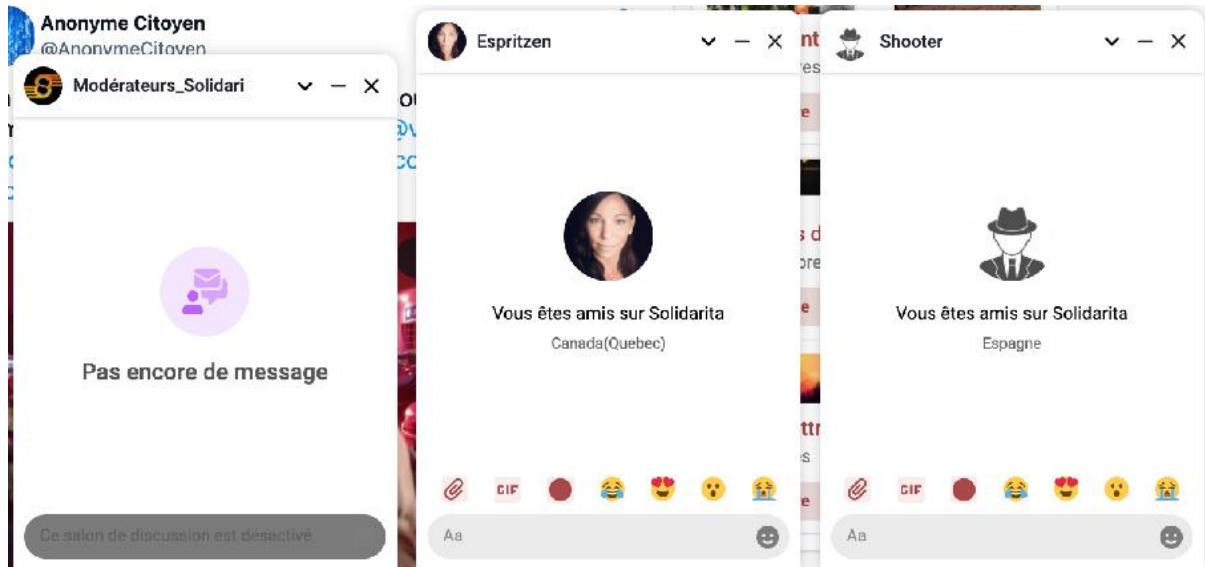 Anonyme Citoyen
@AnonymeCitoyen
Modérateurs_Solidari
Pas encore de message
Ce salon de discussion est désactivé
Espritzen
Vous êtes amis sur Solidarita
Canada(Quebec)
GIF
Aa
Shooter
Vous êtes amis sur Solidarita
Espagne
GIF
Aa